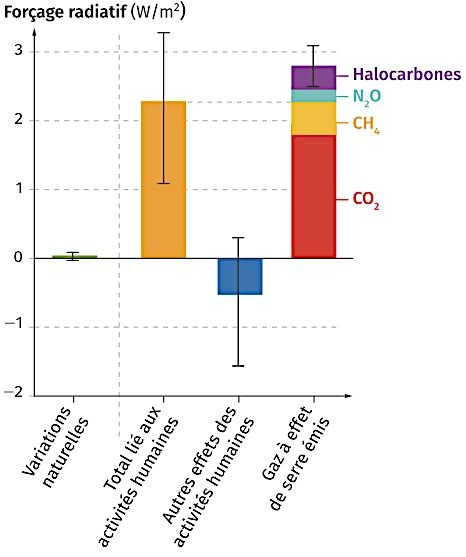 Forçage radiatif (W/m²)
3
2
1
0
−1
−2
Halocarbones
N₂O
CH₄
CO₂
Variations
naturelles
Total lié aux
activités humaines
Autres effets des
activités humaines
Gaz à effet
de serre émis